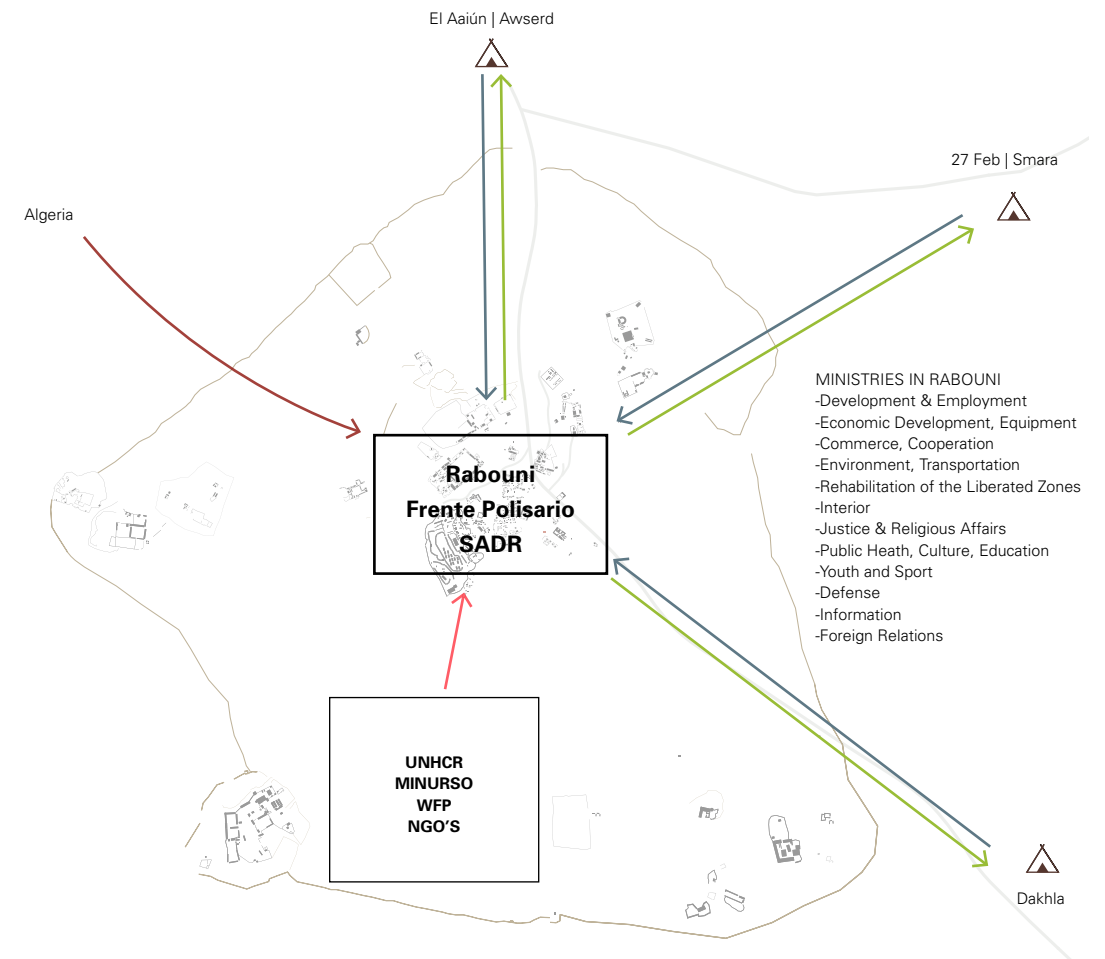 El Aaiún | Awserd
27 Feb | Smara
Algeria
MINISTRIES IN RABOUNI
-Development & Employment
-Economic Development, Equipment
-Commerce, Cooperation
-Environment, Transportation
-Rehabilitation of the Liberated Zones
-Interior
-Justice & Religious Affairs
-Public Heath, Culture, Education
-Youth and Sport
-Defense
-Information
-Foreign Relations
Rabouni
Frente Polisario
SADR
UNHCR
MINURSO
WFP
NGO'S
Dakhla